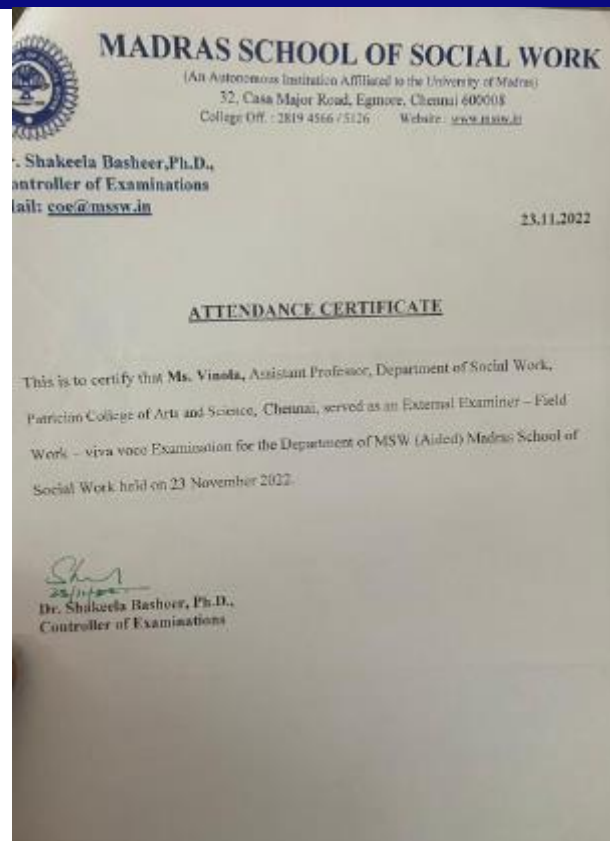 MADRAS SCHOOL OF SOCIAL WORK
(An Autonomous Institution Affiliated to the University of Madras)
32, Casa Major Road, Egmore, Chennai 600008
College Off. : 2819 4566 / 5126 Website : www.mssw.in
r. Shakeela Basheer,Ph.D.,
ontroller of Examinations
ail: coe@mssw.in
23.11.2022
ATTENDANCE CERTIFICATE
This is to certify that Ms. Vinola, Assistant Professor, Department of Social Work,
Patrician College of Arts and Science, Chennai, served as an External Examiner – Field
Work – viva voce Examination for the Department of MSW (Aided) Madras School of
Social Work held on 23 November 2022.
Dr. Shakeela Basheer, Ph.D.,
Controller of Examinations